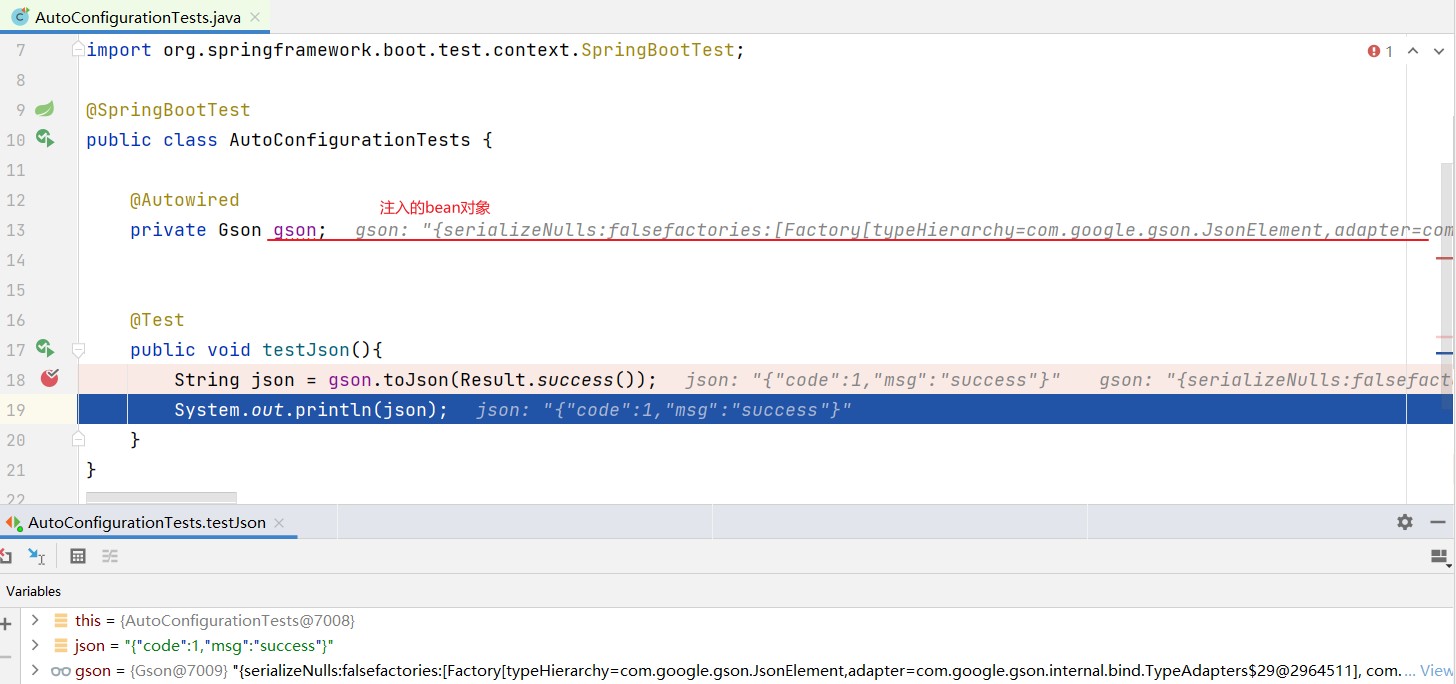 AutoConfigurationTests.java
1
7 import org.springframework.boot.test.context.SpringBootTest;
8
9 @SpringBootTest
10 public class AutoConfigurationTests {
11
12 @Autowired
注入的bean对象
13 private Gson gson; gson: "{serializeNulls:falsefactories:[Factory[typeHierarchy=com.google.gson.JsonElement,adapter=com
14
15
16 @Test
17 public void testJson(){
18 String json = gson.toJson(Result.success()); json: "{"code":1,"msg":"success"}" gson: "{serializeNulls:falsefact
19 System.out.println(json); json: "{"code":1,"msg":"success"}"
20 }
21 }
22
AutoConfigurationTests.testJson
Variables
this = {AutoConfigurationTests@7008}
json = "{"code":1,"msg":"success"}"
gson = {Gson@7009} "{serializeNulls:falsefactories:[Factory[typeHierarchy=com.google.gson.JsonElement,adapter=com.google.gson.internal.bind.TypeAdapters$29@2964511], com. ... View